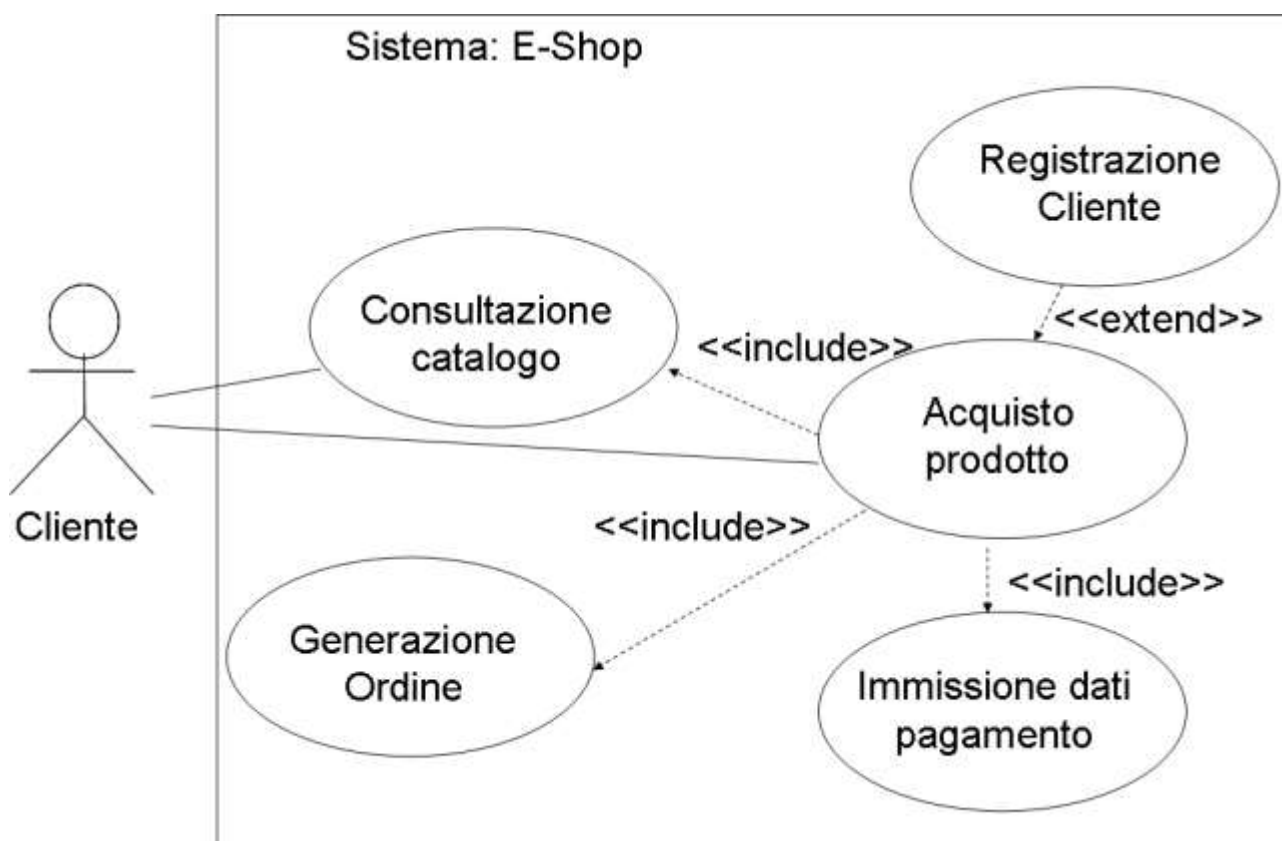 Sistema: E-Shop
Registrazione
Cliente
<<extend>>
Consultazione
catalogo
<<include>>
Acquisto
prodotto
Cliente
<<include>>
<<include>>
Generazione
Ordine
Immissione dati
pagamento